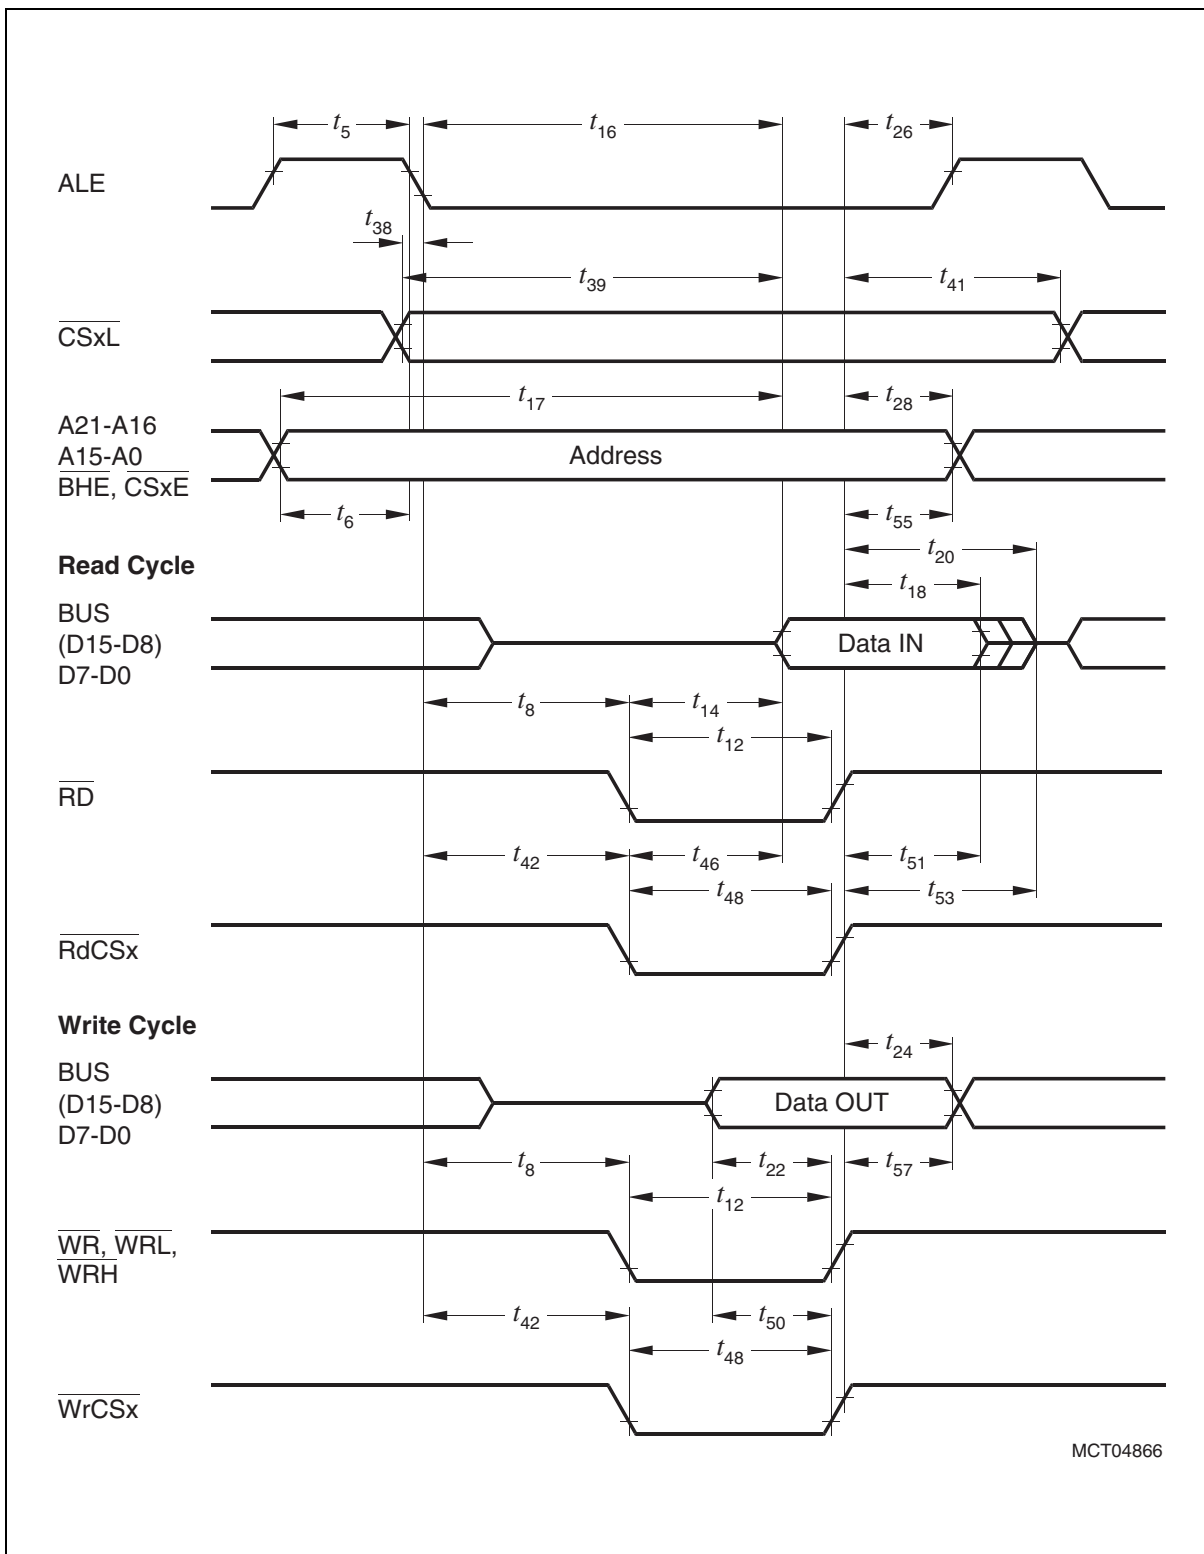 t5 t16 t26
ALE
t38
t39 t41
CSxL
t17 t28
A21-A16
A15-A0
BHE, CSxE
Address
t6 t55
t20
Read Cycle
t18
BUS
(D15-D8)
D7-D0
Data IN
t8 t14
t12
RD
t42 t46 t51
t48 t53
RdCSx
Write Cycle
t24
BUS
(D15-D8)
D7-D0
Data OUT
t8 t22 t57
t12
WR, WRL,
WRH
t42 t50
t48
WrCSx
MCT04866